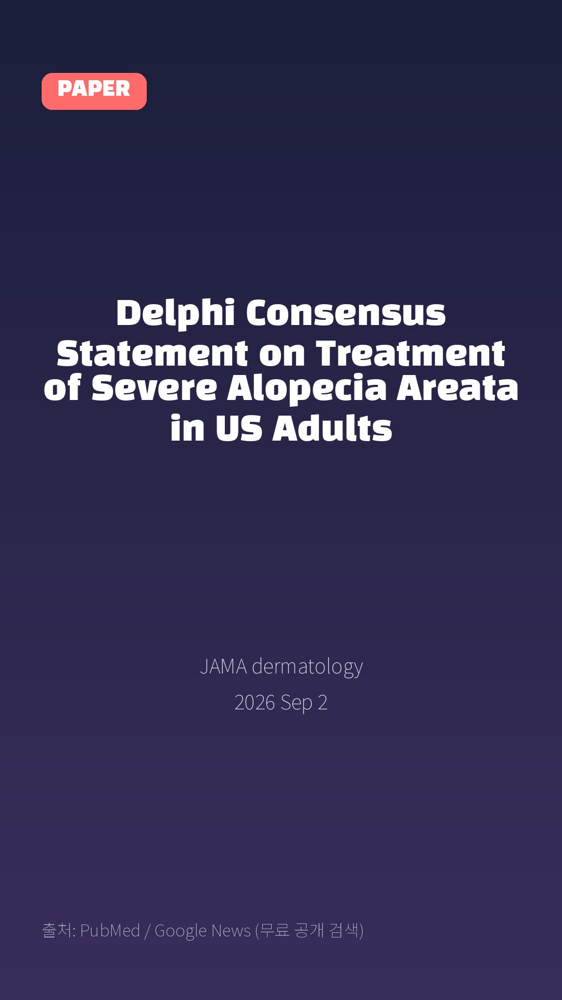 PAPER
Delphi Consensus
Statement on Treatment
of Severe Alopecia Areata
in US Adults
JAMA dermatology
2026 Sep 2
출처: PubMed / Google News (무료 공개 검색)